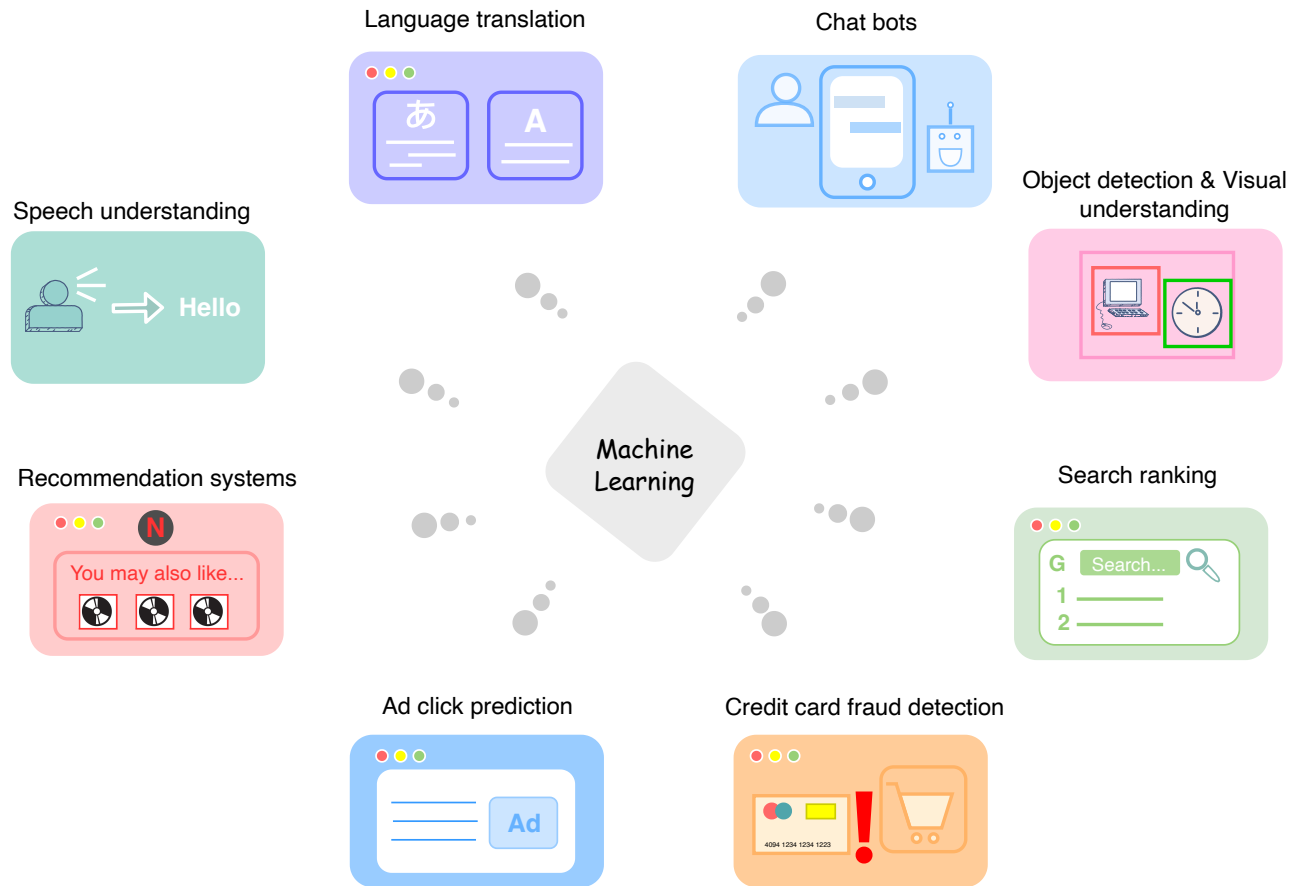 Language translation
あ
A
Chat bots
Speech understanding
Hello
Object detection & Visual
understanding
Machine
Learning
Recommendation systems
N
You may also like...
Search ranking
G Search...
1
2
Ad click prediction
Ad
Credit card fraud detection
4094 1234 1234 1223
!